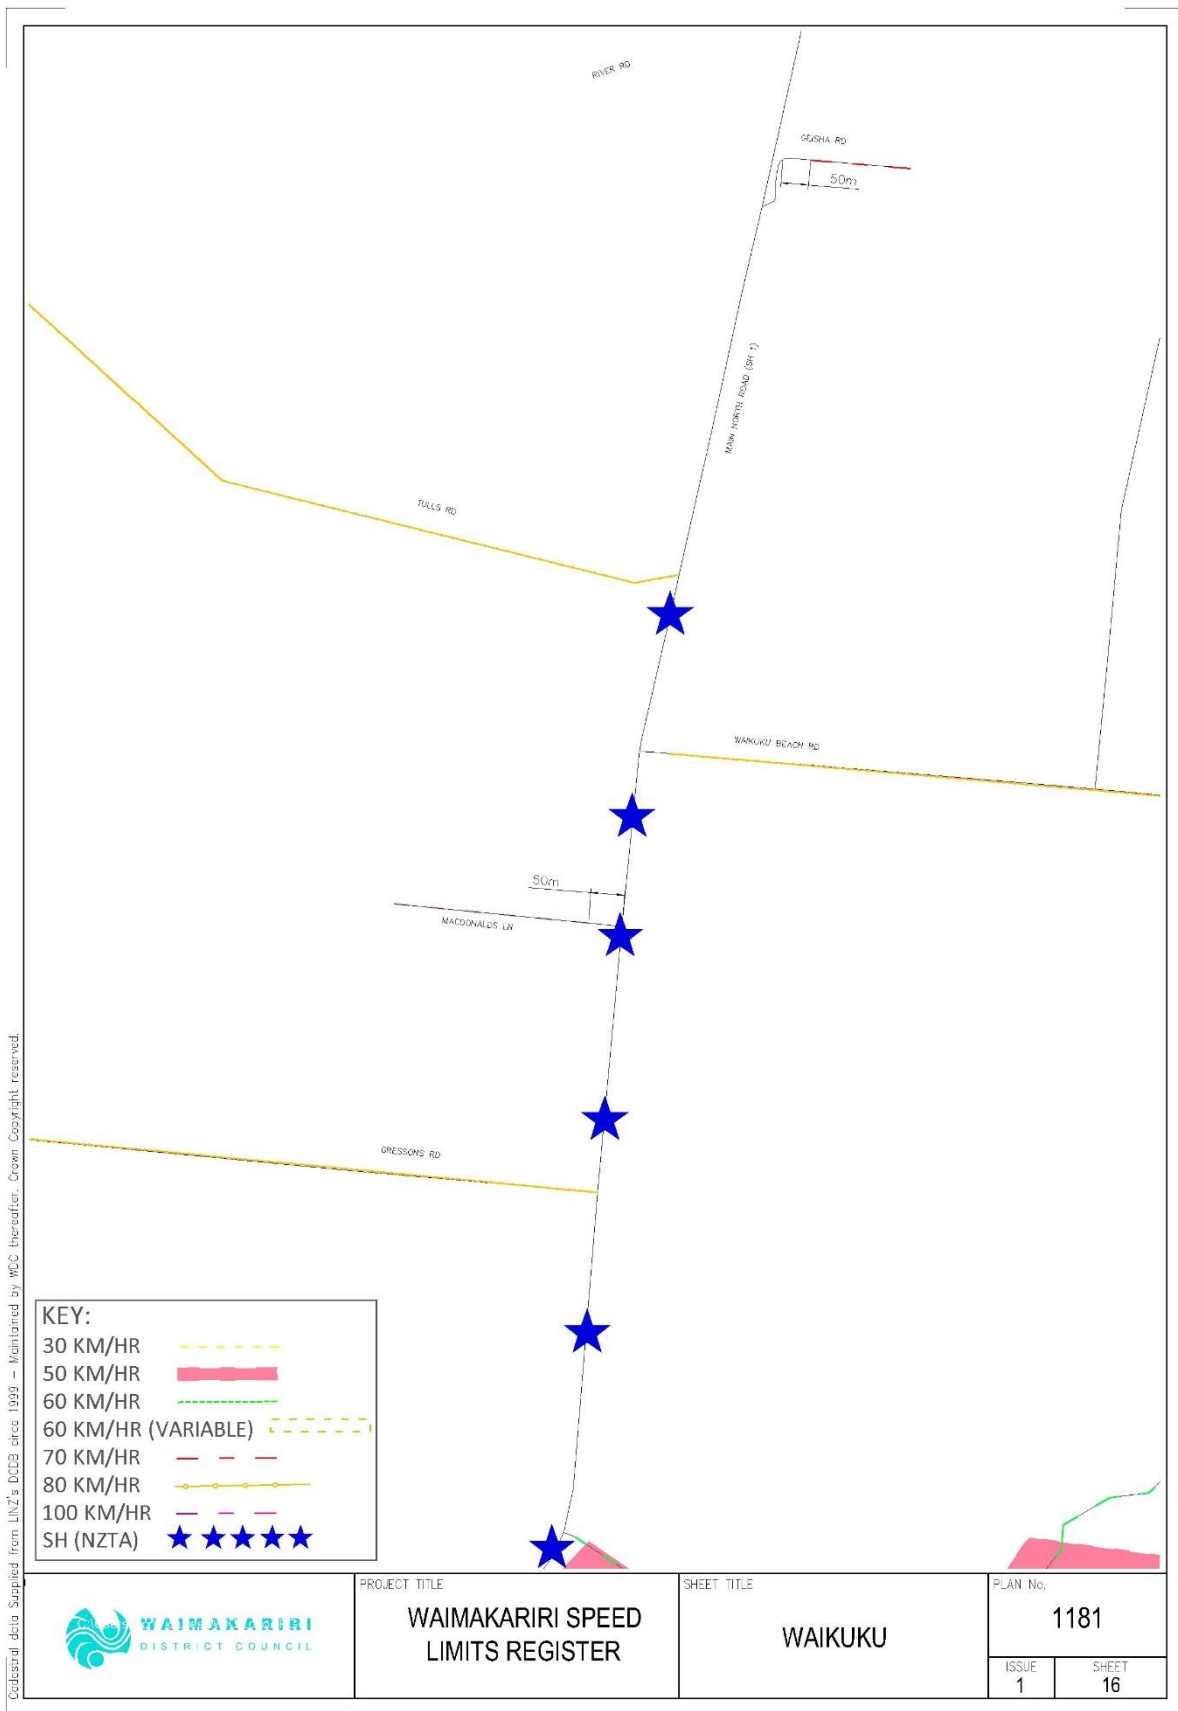 RIVER RD
GEISHA RD
50m
MAIN NORTH ROAD (SH 1)
TULLS RD
WAIKUKU BEACH RD
50m
MACDONALDS LN
GRESSONS RD
Cadastral data Supplied from LINZ's DCDB circa 1999 – Maintained by WDC thereafter. Crown Copyright reserved.
KEY:
30 KM/HR
50 KM/HR
60 KM/HR
60 KM/HR (VARIABLE)
70 KM/HR
80 KM/HR
100 KM/HR
SH (NZTA)
WAIMAKARIRI
DISTRICT COUNCIL
PROJECT TITLE
WAIMAKARIRI SPEED
LIMITS REGISTER
SHEET TITLE
WAIKUKU
PLAN No.
1181
ISSUE
1
SHEET
16